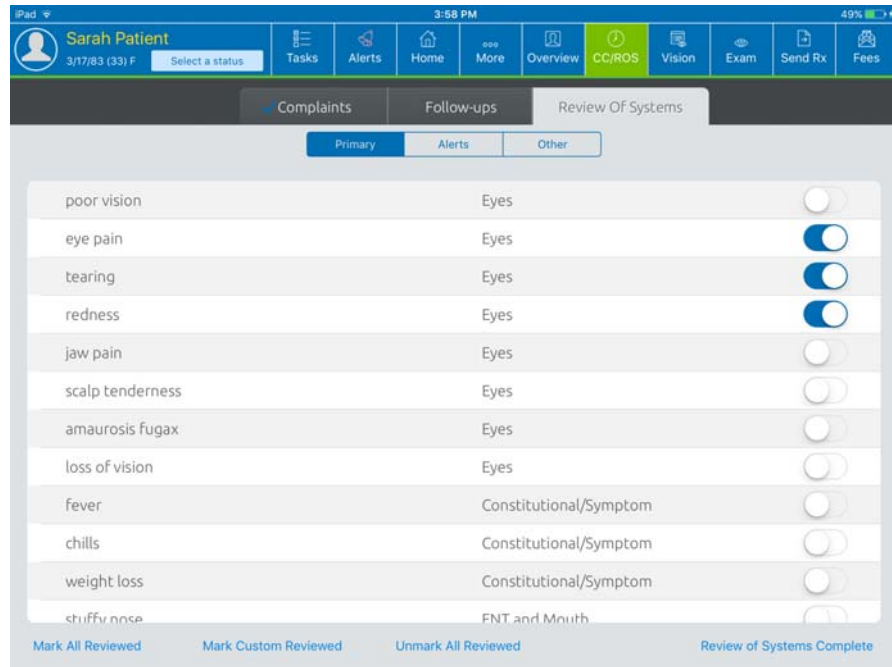 iPad 3:58 PM 49%
Sarah Patient
3/17/83 (33) F Select a status
Tasks Alerts Home More Overview CC/ROS Vision Exam Send Rx Fees
Complaints Follow-ups Review Of Systems
Primary Alerts Other
poor vision Eyes
eye pain Eyes
tearing Eyes
redness Eyes
jaw pain Eyes
scalp tenderness Eyes
amaurosis fugax Eyes
loss of vision Eyes
fever Constitutional/Symptom
chills Constitutional/Symptom
weight loss Constitutional/Symptom
stuffy nose ENT and Mouth
Mark All Reviewed Mark Custom Reviewed Unmark All Reviewed Review of Systems Complete